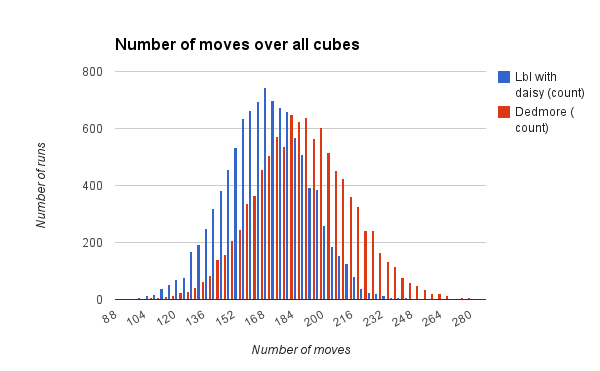 Number of moves over all cubes
800
600
400
200
0
Number of runs
88
104
120
136
152
168
184
200
216
232
248
264
280
Number of moves
Lbl with
daisy (count)
Dedmore (
count)